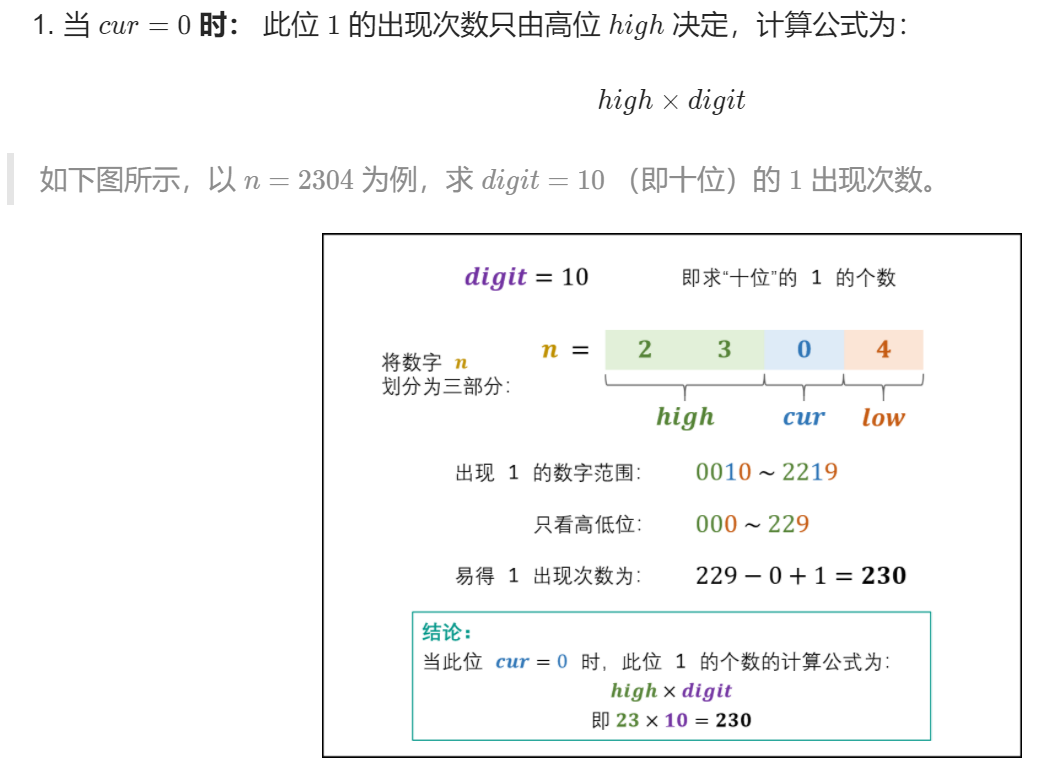 1. 当 cur = 0 时： 此位 1 的出现次数只由高位 high 决定，计算公式为：
high × digit
如下图所示，以 n = 2304 为例，求 digit = 10 （即十位）的 1 出现次数。
digit = 10 即求“十位”的 1 的个数
将数字 n
划分为三部分：
n = 2 3 0 4
high cur low
出现 1 的数字范围： 0010 ~ 2219
只看高低位： 000 ~ 229
易得 1 出现次数为： 229 − 0 + 1 = 230
结论：
当此位 cur = 0 时，此位 1 的个数的计算公式为：
high × digit
即 23 × 10 = 230